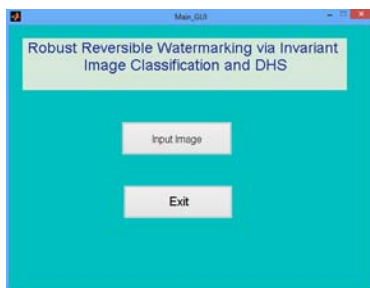 Main_GUI
Robust Reversible Watermarking via Invariant
Image Classification and DHS
Input Image
Exit